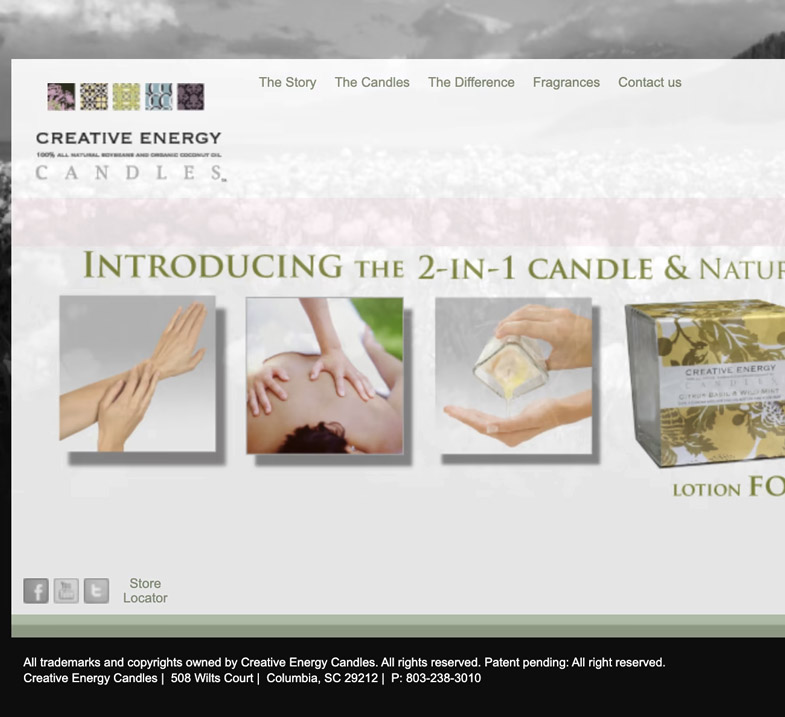 The Story The Candles The Difference Fragrances Contact us
CREATIVE ENERGY
100% ALL NATURAL SOYBEANS AND ORGANIC COCONUT OIL
CANDLES™
INTRODUCING THE 2-IN-1 CANDLE & NATUR
CREATIVE ENERGY
CANDLES
CITRUS BASIL & WILD MINT
LOTION FO
Store
Locator
All trademarks and copyrights owned by Creative Energy Candles. All rights reserved. Patent pending: All right reserved.
Creative Energy Candles | 508 Wilts Court | Columbia, SC 29212 | P: 803-238-3010